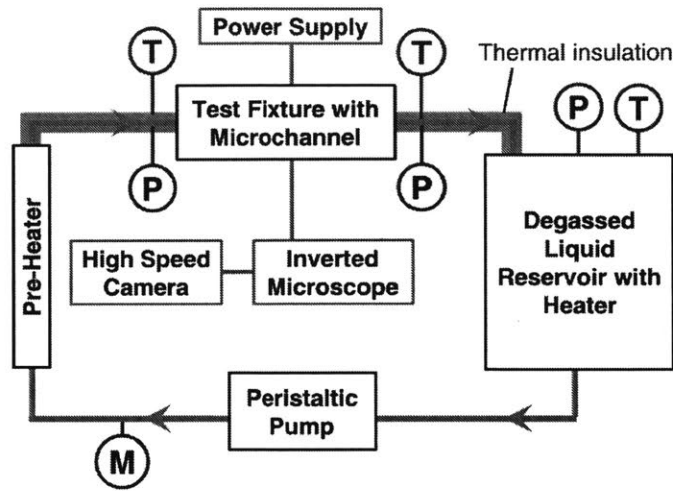 Power Supply
T
T
Thermal insulation
Test Fixture with
Microchannel
P
T
P
P
Pre-Heater
High Speed
Camera
Inverted
Microscope
Degassed
Liquid
Reservoir with
Heater
Peristaltic
Pump
M